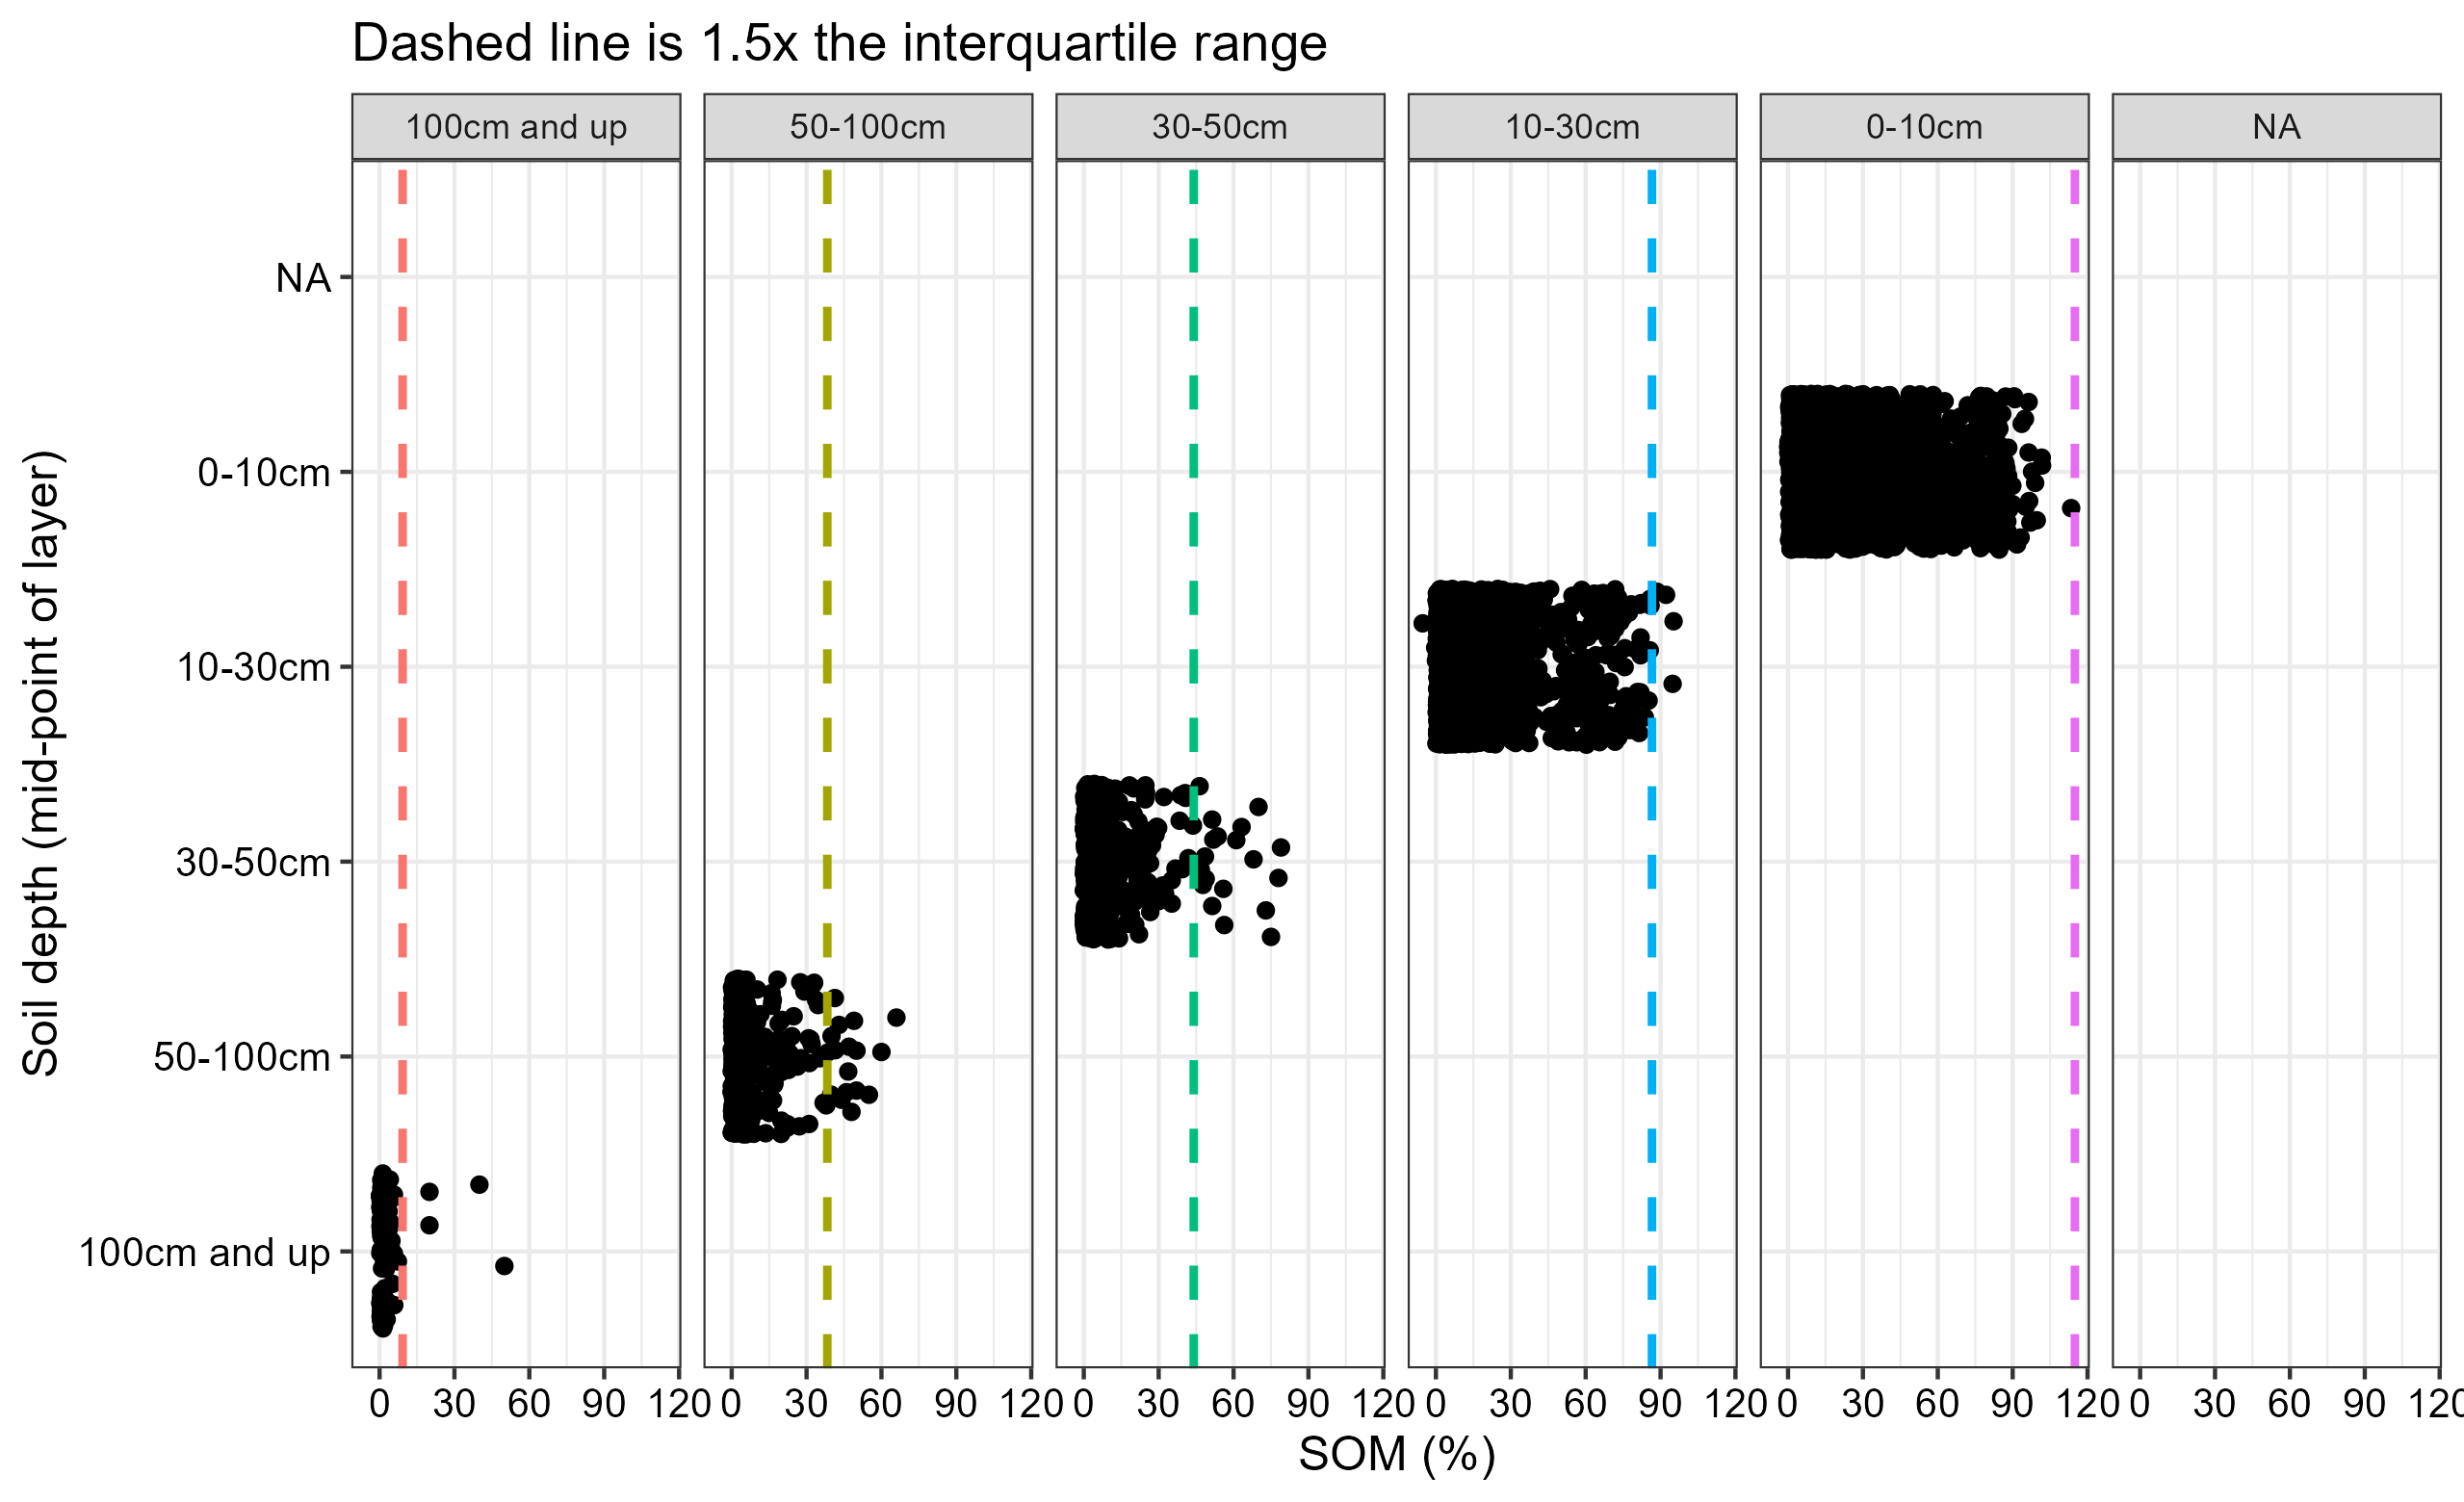 Dashed line is 1.5x the interquartile range
100cm and up 50-100cm 30-50cm 10-30cm 0-10cm NA
Soil depth (mid-point of layer)
NA
0-10cm
10-30cm
30-50cm
50-100cm
100cm and up
0 30 60 90 120 0 30 60 90 120 0 30 60 90 120 0 30 60 90 120 0 30 60 90 120 0 30 60 90 120
SOM (%)